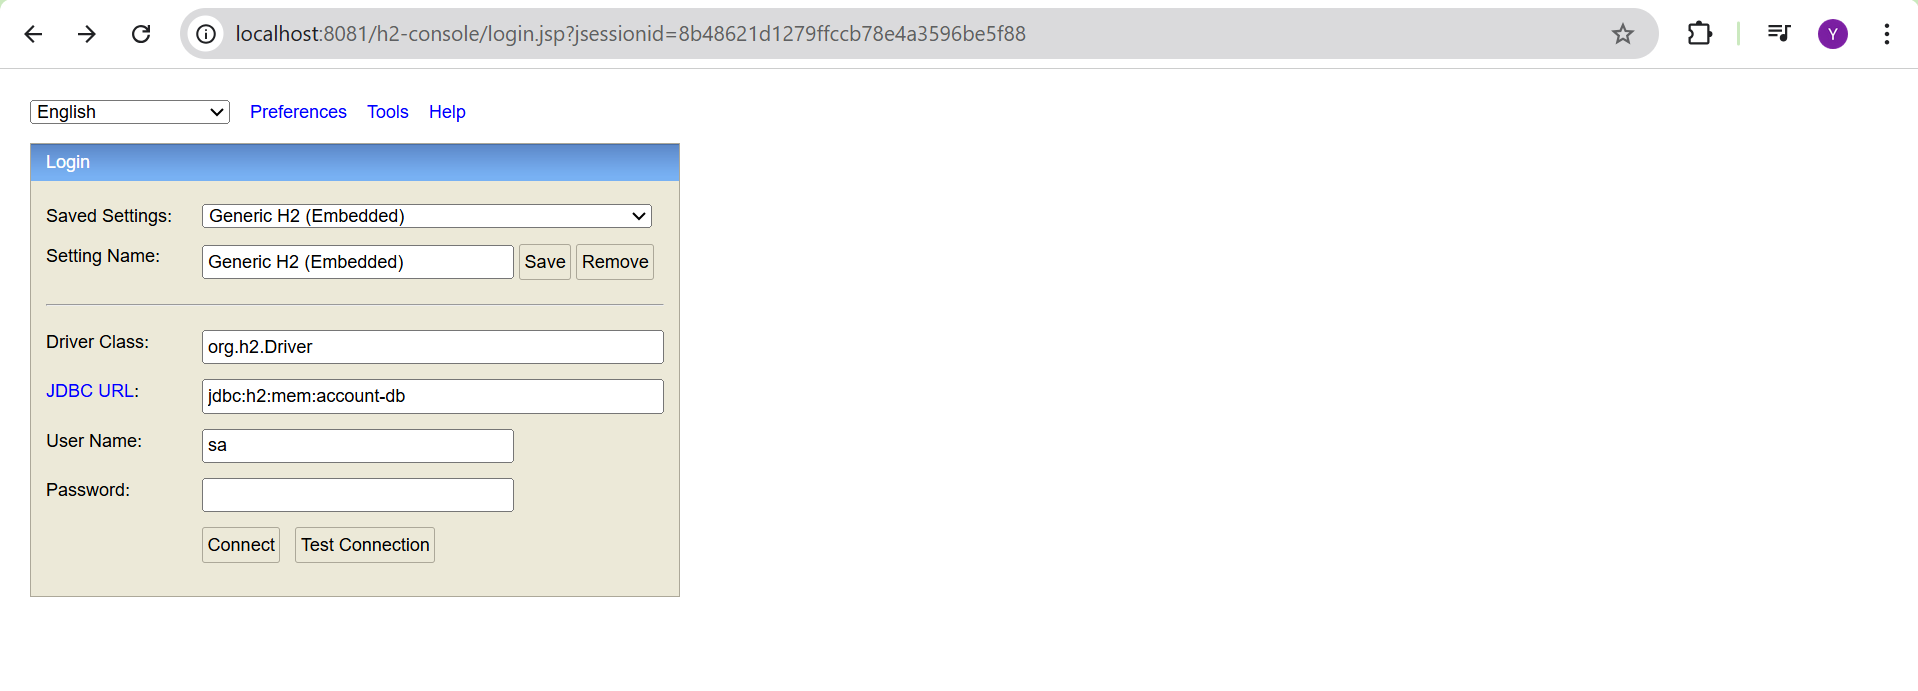 localhost:8081/h2-console/login.jsp?jsessionid=8b48621d1279ffccb78e4a3596be5f88
Y
English Preferences Tools Help
Login
Saved Settings: Generic H2 (Embedded)
Setting Name: Generic H2 (Embedded) Save Remove
Driver Class: org.h2.Driver
JDBC URL: jdbc:h2:mem:account-db
User Name: sa
Password:
Connect Test Connection